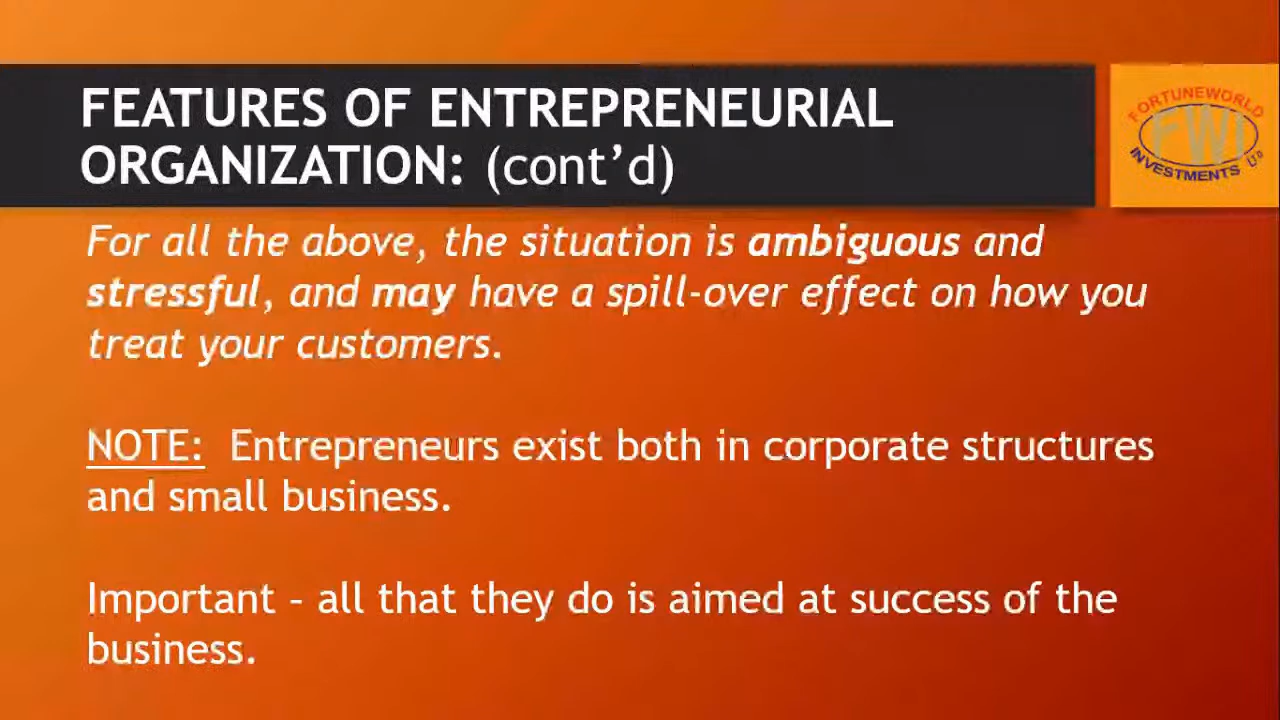 FEATURES OF ENTREPRENEURIAL
ORGANIZATION: (cont’d)
FORTUNEWORLD
FWI
INVESTMENTS LTD
For all the above, the situation is ambiguous and
stressful, and may have a spill-over effect on how you
treat your customers.
NOTE: Entrepreneurs exist both in corporate structures
and small business.
Important – all that they do is aimed at success of the
business.